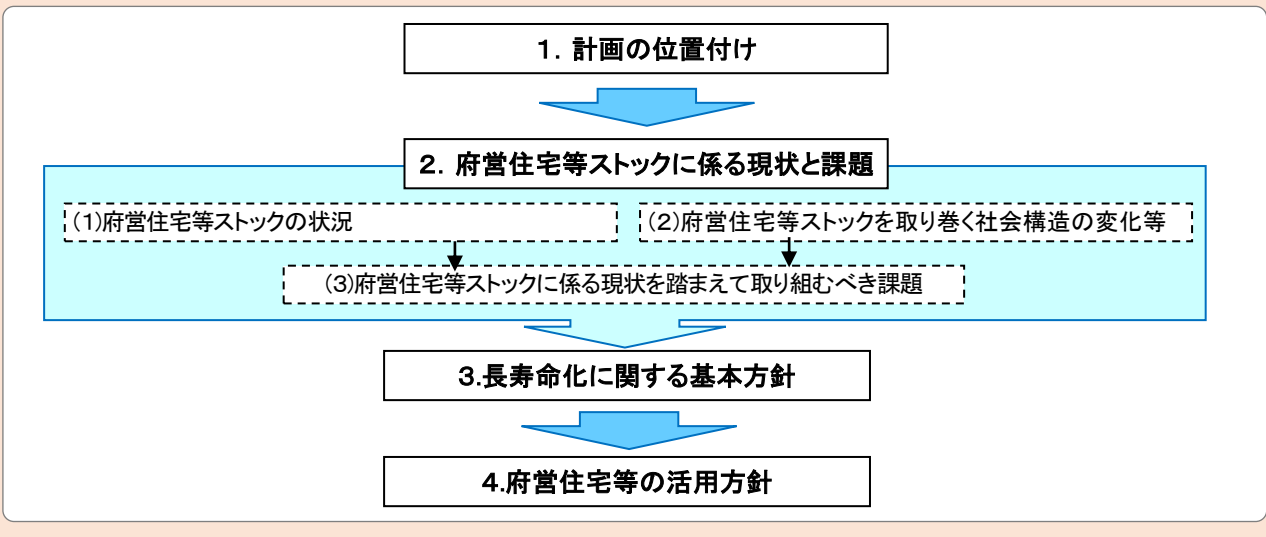 １．計画の位置付け
２．府営住宅等ストックに係る現状と課題
(1)府営住宅等ストックの状況
(2)府営住宅等ストックを取り巻く社会構造の変化等
(3)府営住宅等ストックに係る現状を踏まえて取り組むべき課題
３.長寿命化に関する基本方針
４.府営住宅等の活用方針